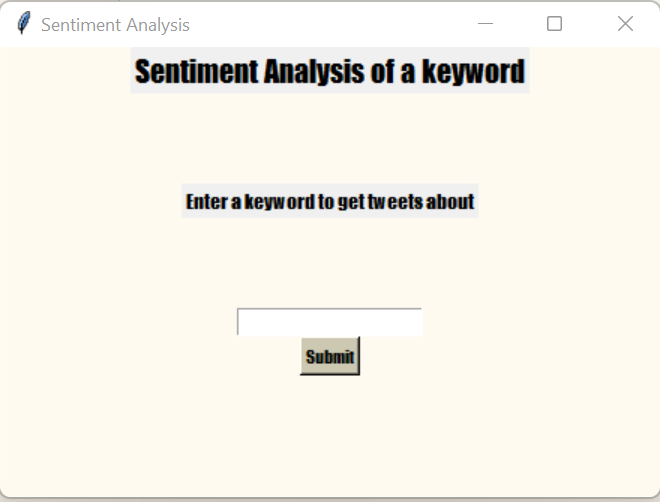 Sentiment Analysis
Sentiment Analysis of a keyword
Enter a keyword to get tweets about
Submit